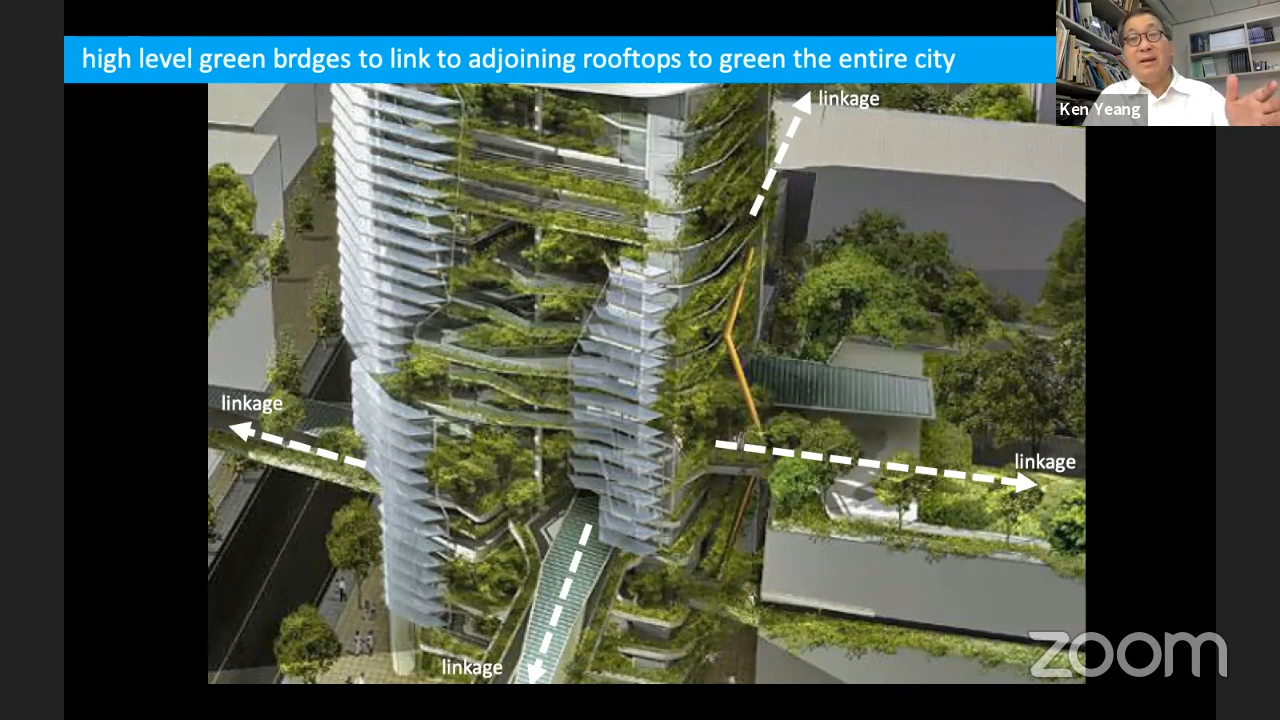 high level green brdges to link to adjoining rooftops to green the entire city
Ken Yeang
linkage
linkage
linkage
linkage
zoom